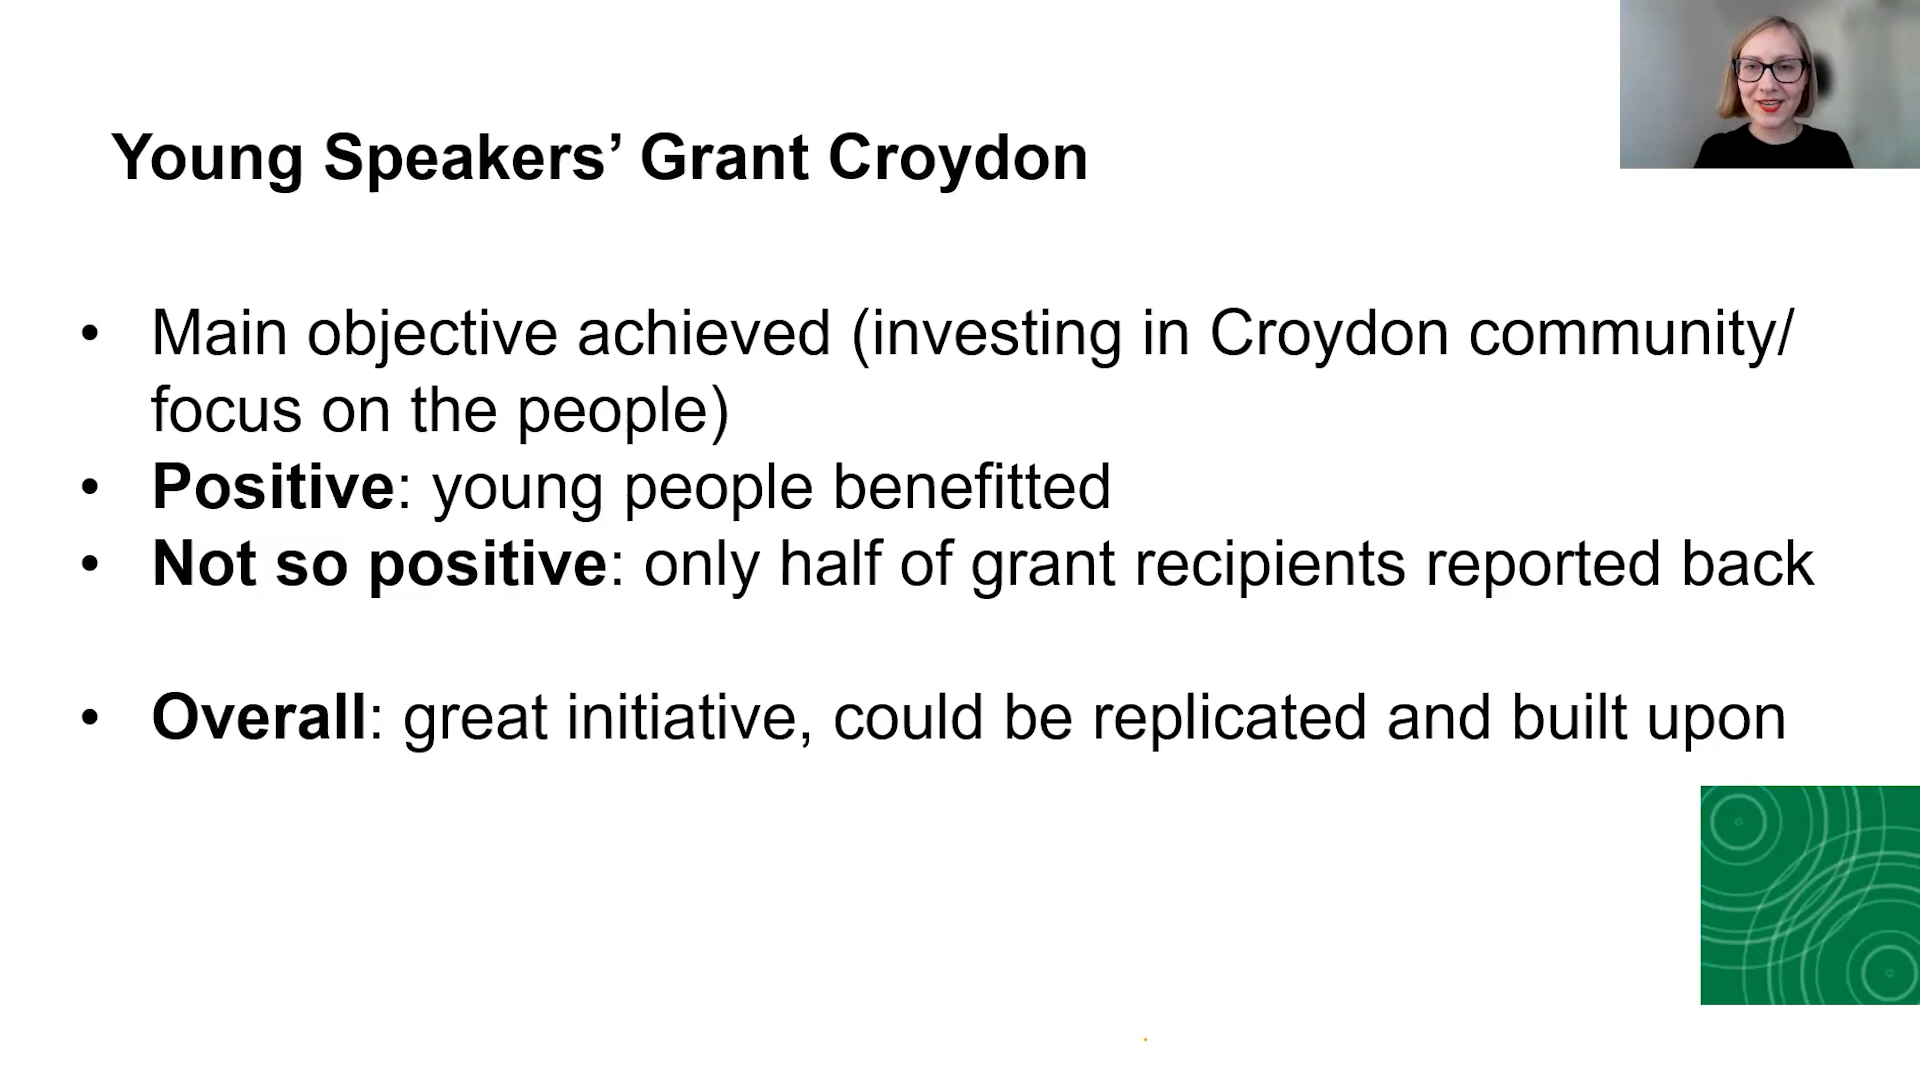 Young Speakers’ Grant Croydon
• Main objective achieved (investing in Croydon community/
focus on the people)
• Positive: young people benefitted
• Not so positive: only half of grant recipients reported back
• Overall: great initiative, could be replicated and built upon